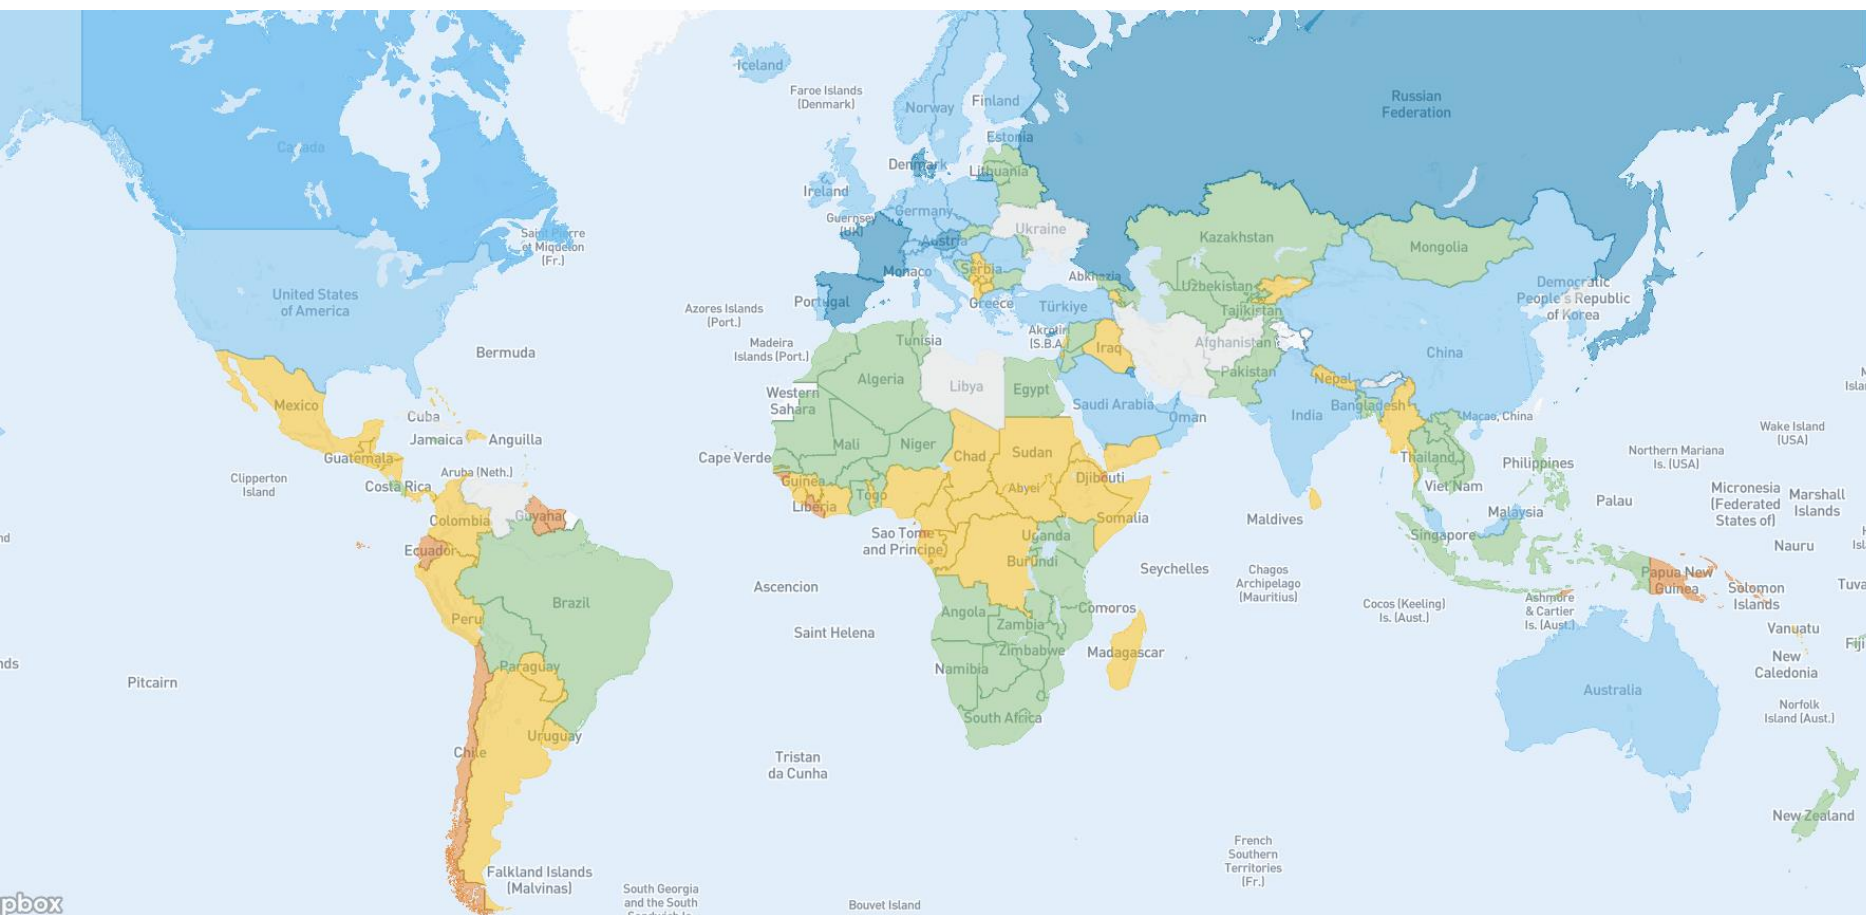 Iceland
Faroe Islands
(Denmark)
Norway
Finland
Russian
Federation
Canada
Estonia
Denmark
Lithuania
Ireland
Germany
Guernsey
(UK)
Saint Pierre
et Miquelon
(Fr.)
Ukraine
Austria
Kazakhstan
Mongolia
Monaco
Serbia
Abkhazia
Uzbekistan
Democratic
People's Republic
of Korea
United States
of America
Azores Islands
(Port.)
Portugal
Greece
Türkiye
Tajikistan
Madeira
Islands (Port.)
Tunisia
Akrotiri
(S.B.A.
Iraq
Afghanistan
China
Bermuda
Pakistan
Algeria
Libya
Egypt
Nepal
Western
Sahara
Mexico
Cuba
Saudi Arabia
Oman
India
Bangladesh
Macao, China
Jamaica
Anguilla
Mali
Niger
Chad
Sudan
Wake Island
(USA)
Guatemala
Aruba (Neth.)
Cape Verde
Thailand
Philippines
Northern Mariana
Is. (USA)
Clipperton
Island
Costa Rica
Guinea
Togo
Abyei
Djibouti
Viet Nam
Palau
Micronesia
(Federated
States of)
Marshall
Islands
Colombia
Guyana
Liberia
Somalia
Maldives
Malaysia
Ecuador
Sao Tome
and Principe
Uganda
Singapore
Nauru
Burundi
Seychelles
Chagos
Archipelago
(Mauritius)
Papua New
Guinea
Ascencion
Solomon
Islands
Tuva
Brazil
Angola
Comoros
Cocos (Keeling)
Is. (Aust.)
Ashmore
& Cartier
Is. (Aust.)
Peru
Saint Helena
Zambia
Vanuatu
Zimbabwe
Madagascar
Fiji
nds
Paraguay
Namibia
New
Caledonia
Pitcairn
Australia
Norfolk
Island (Aust.)
South Africa
Uruguay
Chile
Tristan
da Cunha
New Zealand
French
Southern
Territories
(Fr.)
Falkland Islands
(Malvinas)
South Georgia
and the South
Bouvet Island
pbox